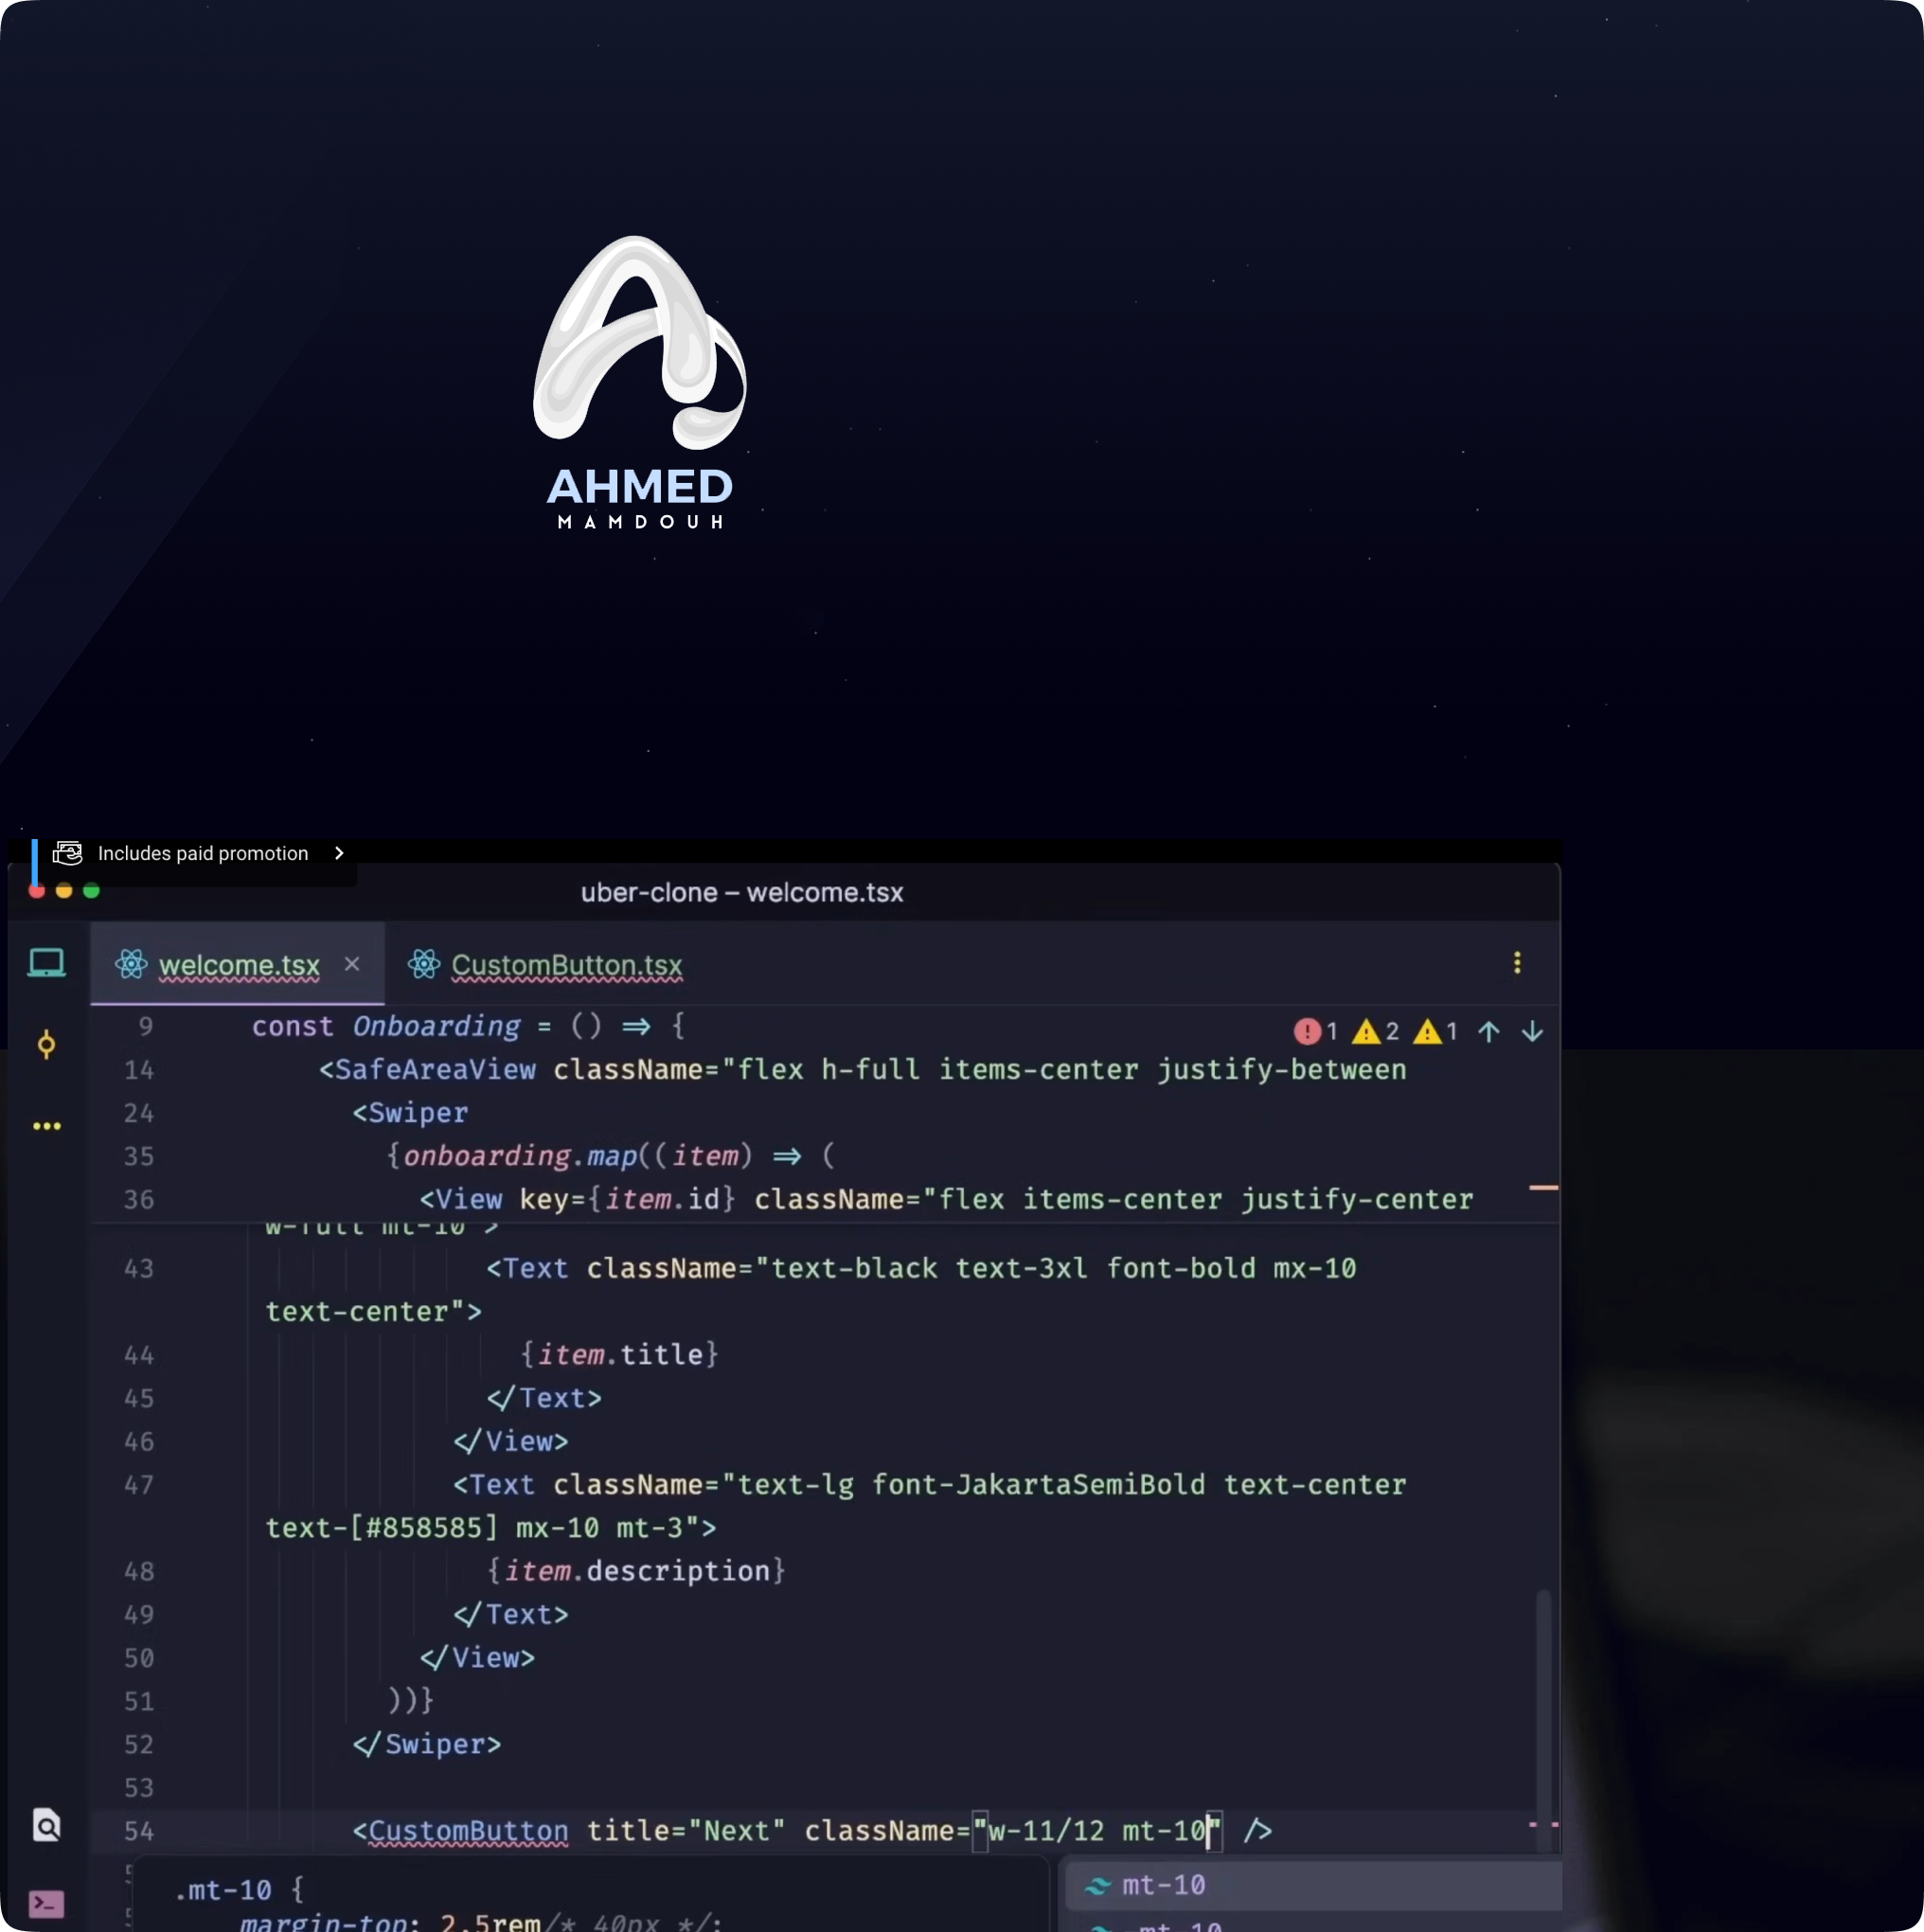 AHMED
MAMDOUH
Includes paid promotion
uber-clone – welcome.tsx
welcome.tsx
CustomButton.tsx
9 const Onboarding = () => {
1 2 1
14 <SafeAreaView className="flex h-full items-center justify-between
24 <Swiper
35 {onboarding.map((item) => (
36 <View key={item.id} className="flex items-center justify-center
w-full mt-10">
43 <Text className="text-black text-3xl font-bold mx-10
text-center">
44 {item.title}
45 </Text>
46 </View>
47 <Text className="text-lg font-JakartaSemiBold text-center
text-[#858585] mx-10 mt-3">
48 {item.description}
49 </Text>
50 </View>
51 ))}
52 </Swiper>
53
54 <CustomButton title="Next" className="w-11/12 mt-10" />
.mt-10 {
mt-10
margin-top: 2.5rem/* 40px */;
-mt-10